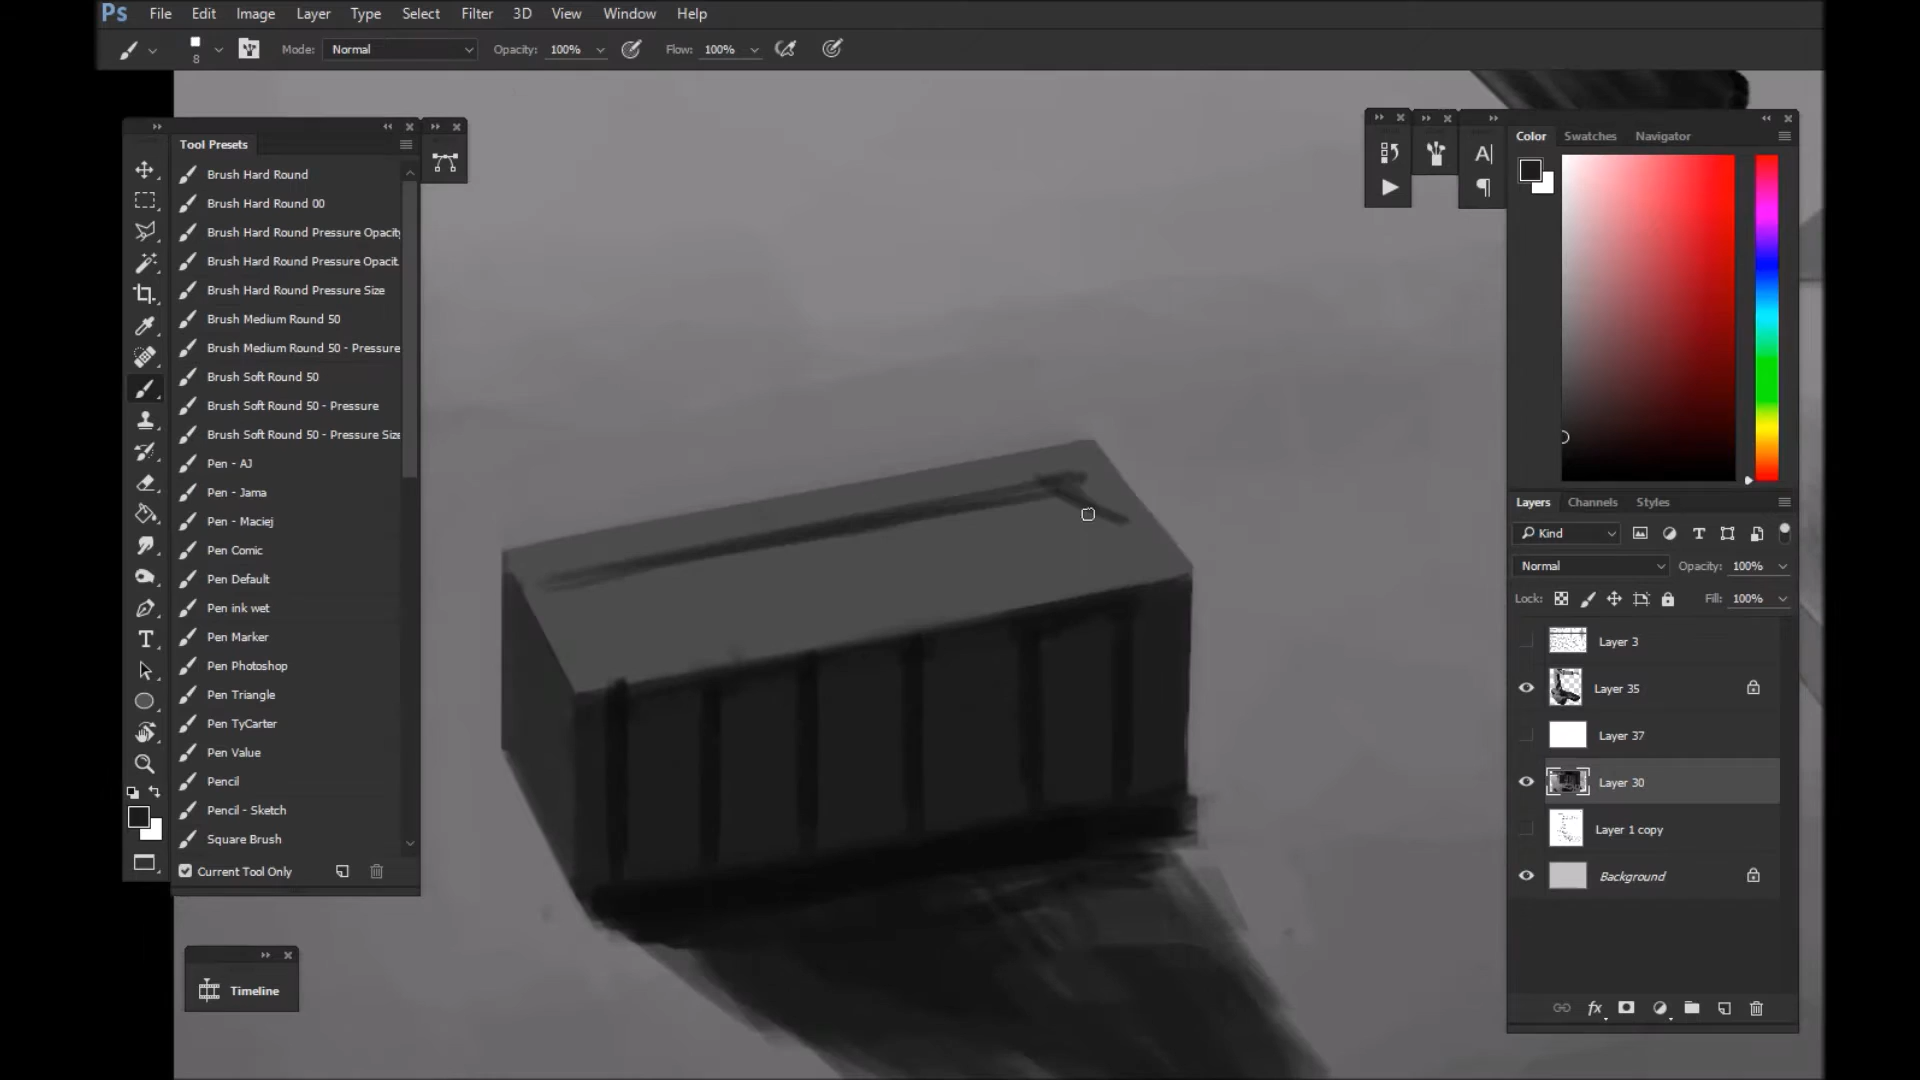 Ps File Edit Image Layer Type Select Filter 3D View Window Help
8 Mode: Normal Opacity: 100% Flow: 100%
Tool Presets
Brush Hard Round
Brush Hard Round 00
Brush Hard Round Pressure Opacity
Brush Hard Round Pressure Opacit
Brush Hard Round Pressure Size
Brush Medium Round 50
Brush Medium Round 50 - Pressure
Brush Soft Round 50
Brush Soft Round 50 - Pressure
Brush Soft Round 50 - Pressure Size
Pen - AJ
Pen - Jama
Pen - Maciej
Pen Comic
Pen Default
Pen ink wet
Pen Marker
Pen Photoshop
Pen Triangle
Pen TyCarter
Pen Value
Pencil
Pencil - Sketch
Square Brush
Current Tool Only
Timeline
Color Swatches Navigator
Layers Channels Styles
Kind
Normal Opacity: 100%
Lock: Fill: 100%
Layer 3
Layer 35
Layer 37
Layer 30
Layer 1 copy
Background